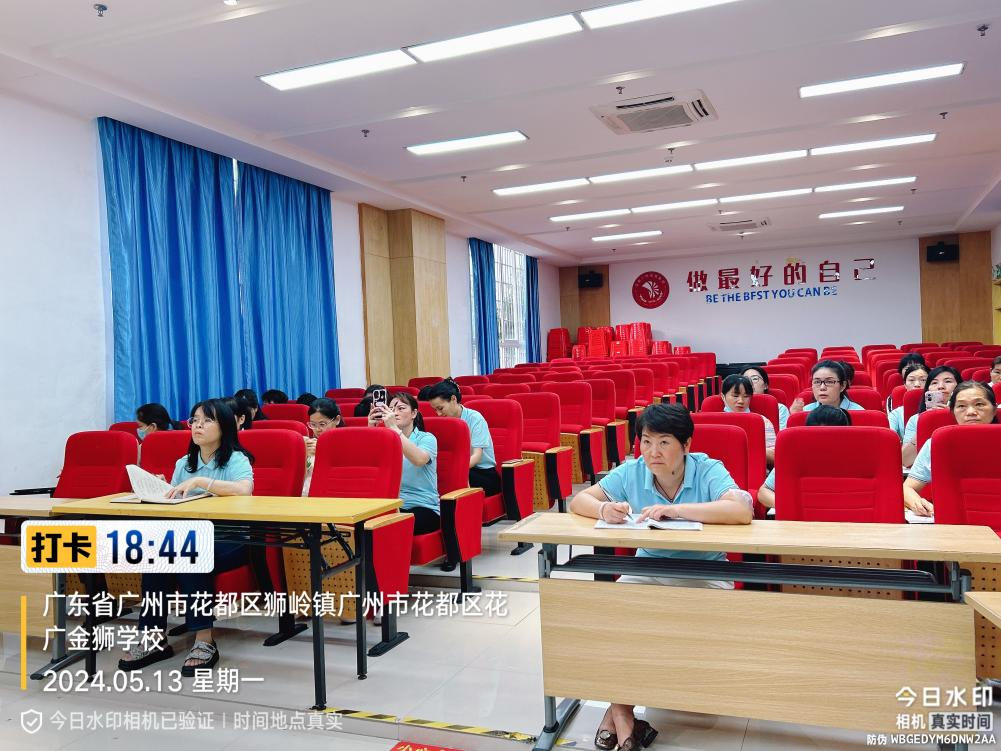 做最好的自己
BE THE BEST YOU CAN BE
打卡 18:44
广东省广州市花都区狮岭镇广州市花都区花
广金狮学校
2024.05.13 星期一
今日水印相机已验证 | 时间地点真实
今日水印
相机 真实时间
防伪 WBGEDYM6DNW2AA